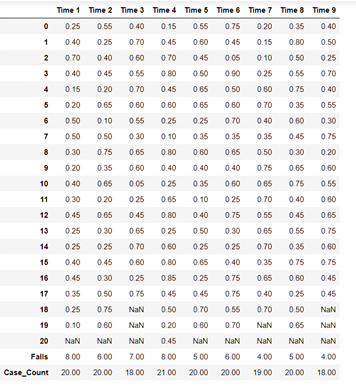 Time 1 Time 2 Time 3 Time 4 Time 5 Time 6 Time 7 Time 8 Time 9
0 0.25 0.55 0.40 0.15 0.55 0.75 0.20 0.35 0.40
1 0.40 0.25 0.70 0.45 0.60 0.45 0.15 0.80 0.50
2 0.70 0.40 0.60 0.70 0.45 0.05 0.10 0.50 0.25
3 0.40 0.45 0.55 0.80 0.50 0.90 0.25 0.55 0.70
4 0.15 0.20 0.70 0.45 0.65 0.50 0.60 0.75 0.40
5 0.20 0.65 0.60 0.60 0.65 0.60 0.70 0.35 0.55
6 0.50 0.10 0.55 0.25 0.25 0.70 0.40 0.60 0.30
7 0.50 0.50 0.30 0.10 0.35 0.35 0.35 0.45 0.75
8 0.30 0.75 0.65 0.80 0.60 0.65 0.50 0.30 0.20
9 0.20 0.35 0.60 0.40 0.40 0.40 0.75 0.65 0.60
10 0.40 0.65 0.05 0.25 0.35 0.60 0.65 0.75 0.55
11 0.30 0.20 0.25 0.65 0.10 0.25 0.70 0.40 0.60
12 0.45 0.65 0.45 0.80 0.40 0.75 0.55 0.45 0.65
13 0.25 0.30 0.65 0.25 0.50 0.30 0.65 0.55 0.75
14 0.25 0.25 0.70 0.60 0.25 0.25 0.70 0.35 0.60
15 0.40 0.45 0.60 0.80 0.65 0.40 0.35 0.75 0.75
16 0.45 0.30 0.25 0.85 0.25 0.75 0.65 0.60 0.45
17 0.35 0.50 0.75 0.45 0.45 0.75 0.40 0.25 0.45
18 0.25 0.75 NaN 0.50 0.70 0.55 0.70 0.50 NaN
19 0.10 0.60 NaN 0.20 0.60 0.70 NaN 0.65 NaN
20 NaN NaN NaN 0.45 NaN NaN NaN NaN NaN
Falls 8.00 6.00 7.00 8.00 5.00 6.00 4.00 5.00 4.00
Case_Count 20.00 20.00 18.00 21.00 20.00 20.00 19.00 20.00 18.00